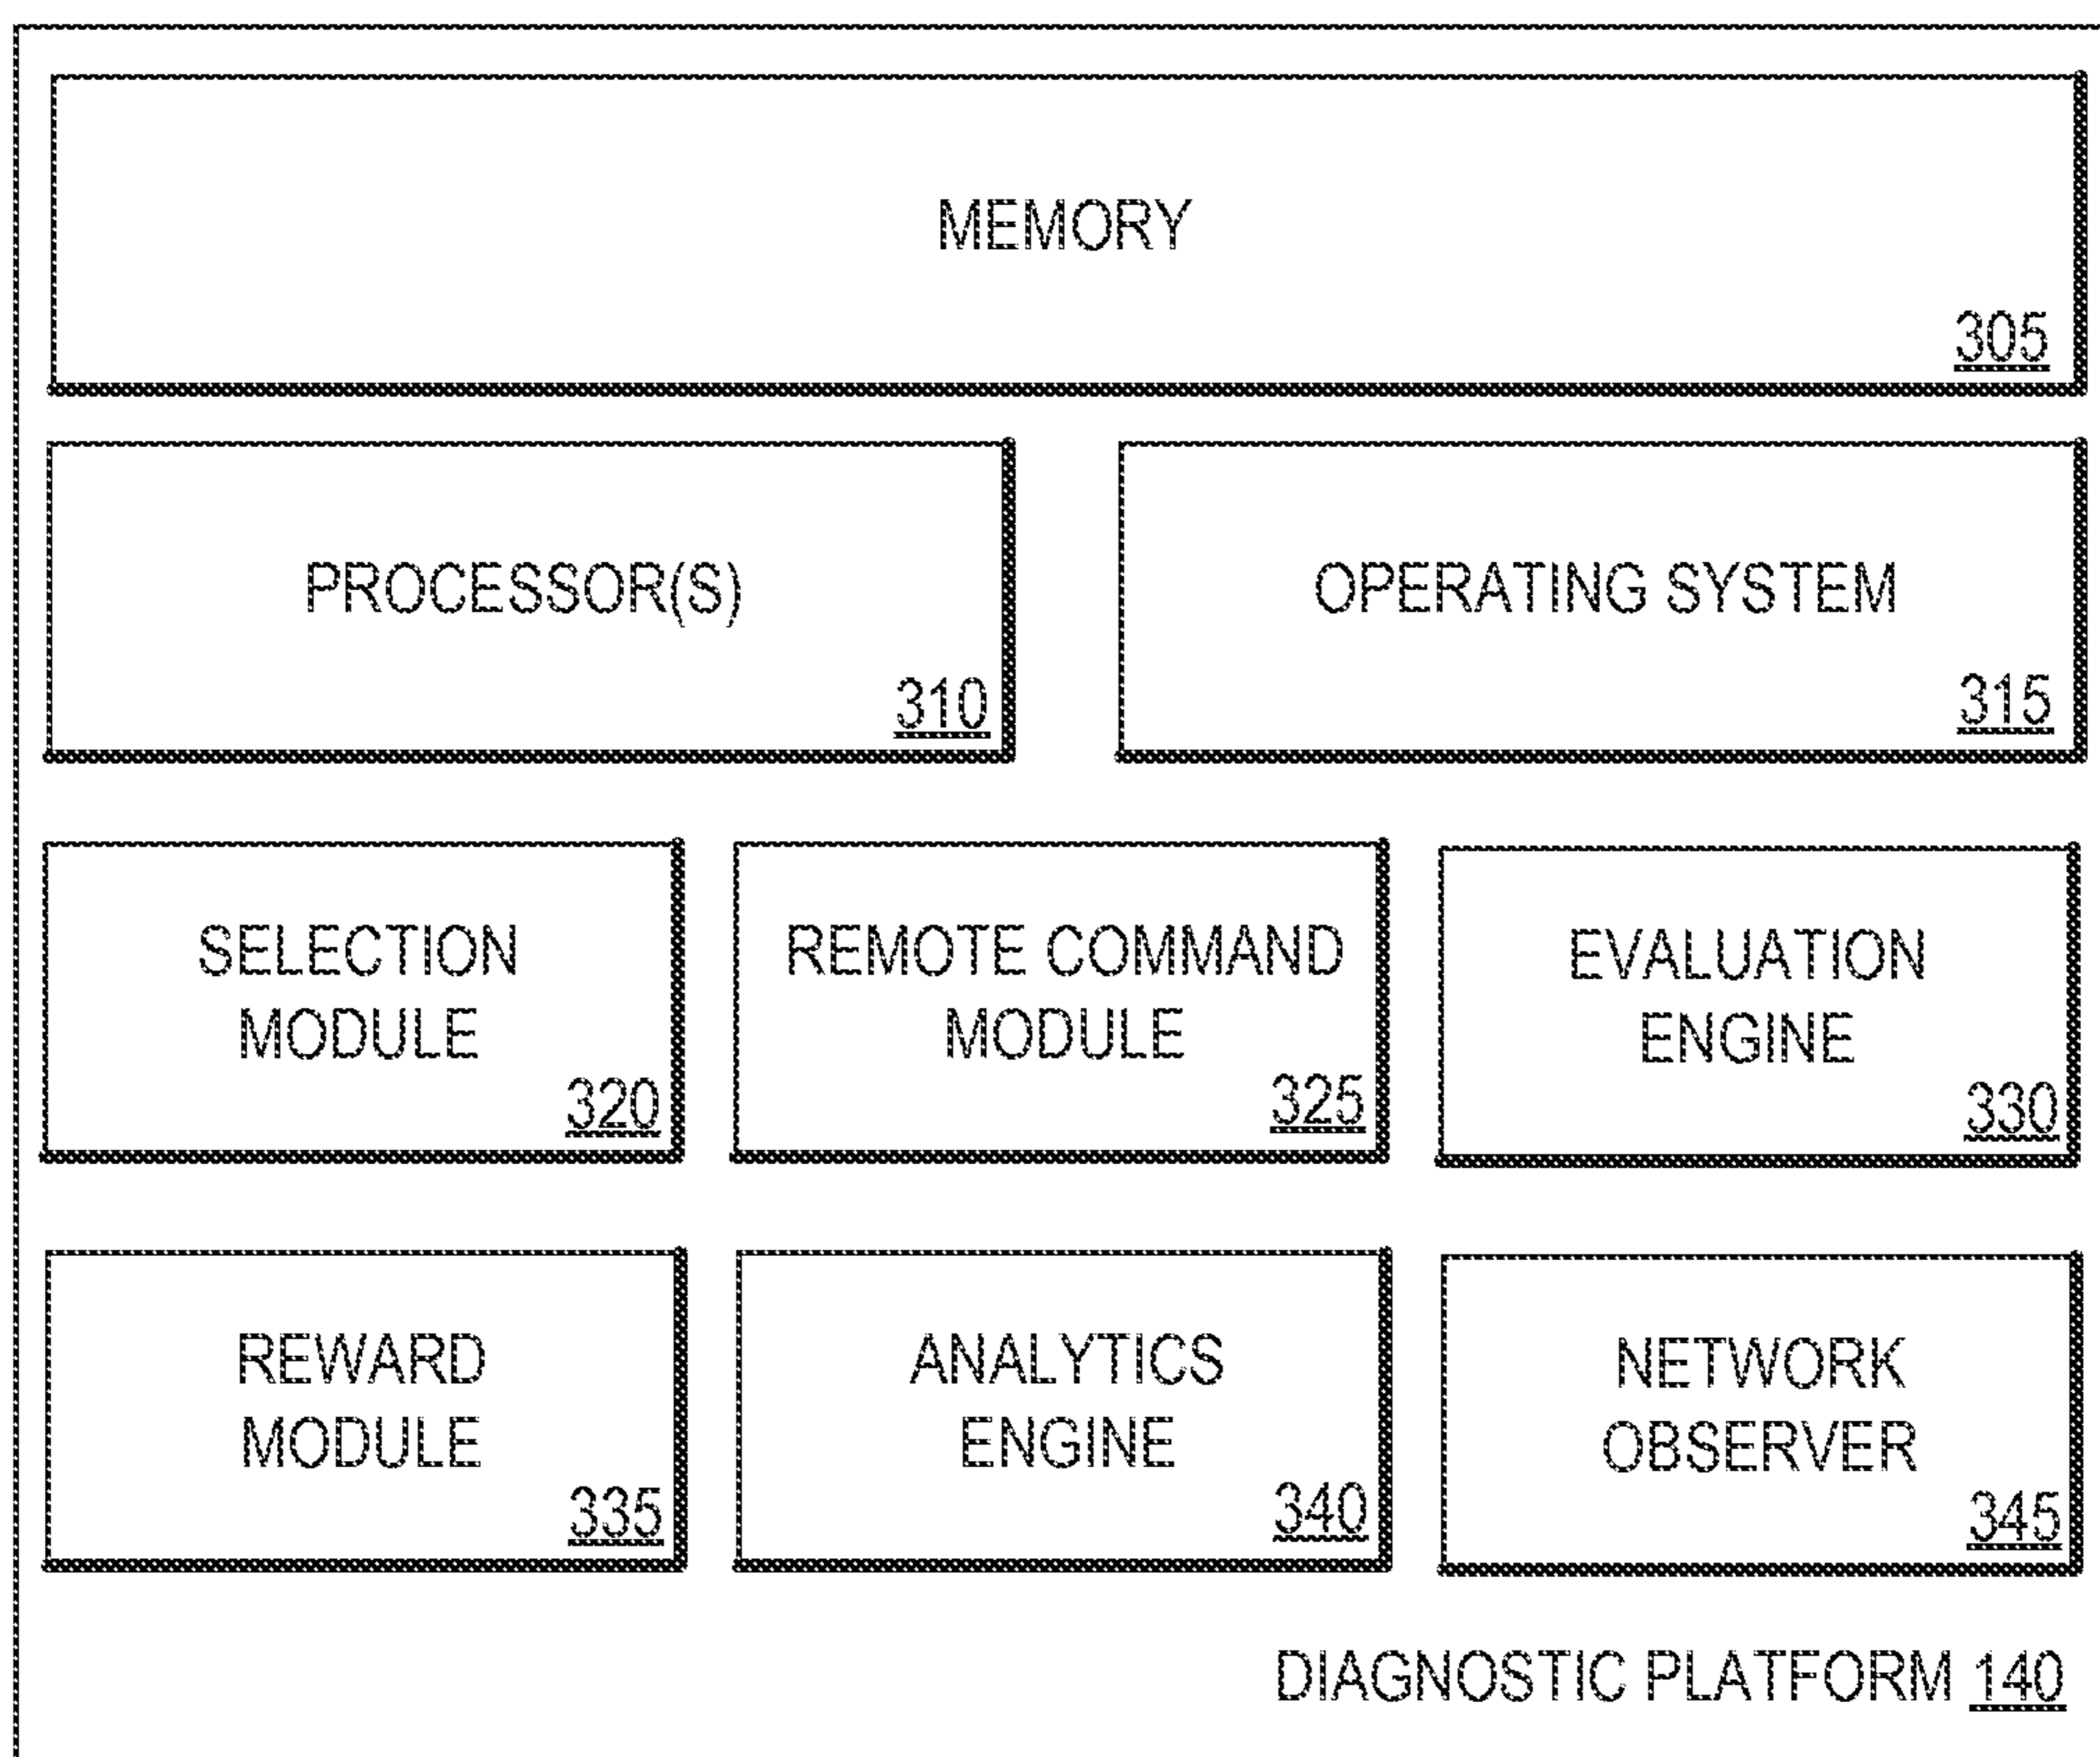 MEMORY
305
PROCESSOR(S)
310
OPERATING SYSTEM
315
SELECTION
MODULE
320
REMOTE COMMAND
MODULE
325
EVALUATION
ENGINE
330
REWARD
MODULE
335
ANALYTICS
ENGINE
340
NETWORK
OBSERVER
345
DIAGNOSTIC PLATFORM 140